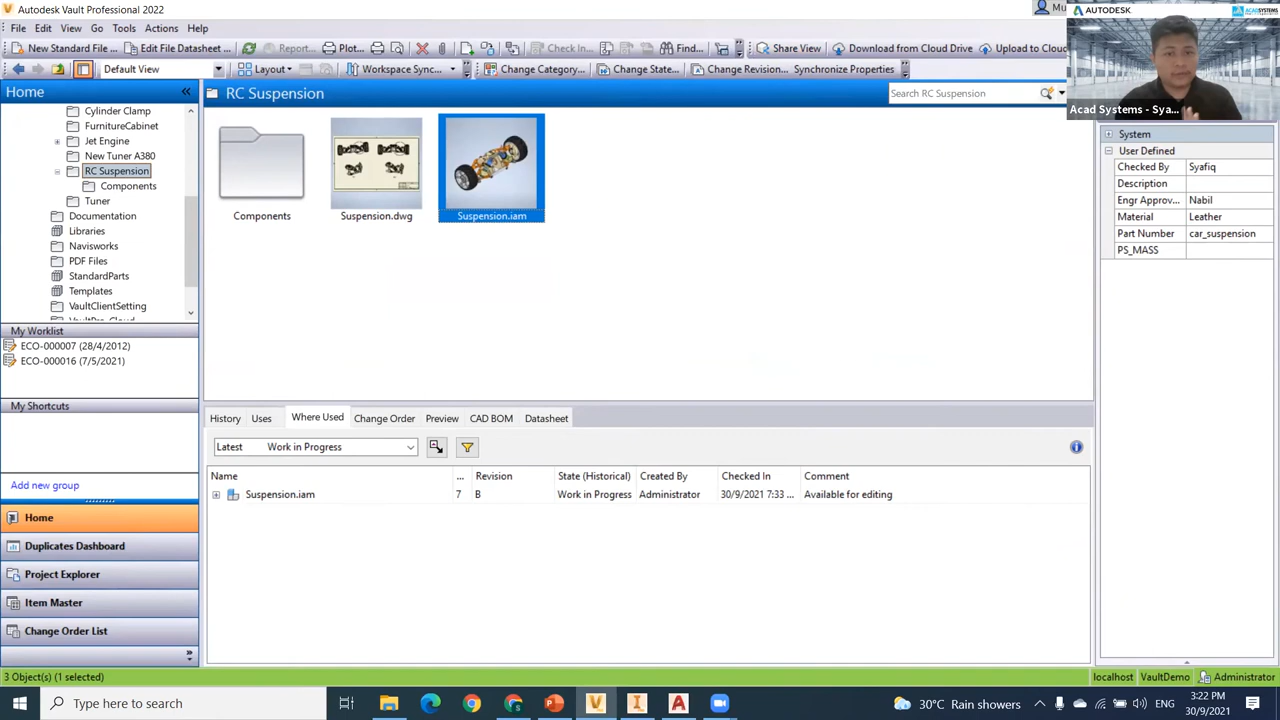 Autodesk Vault Professional 2022
Mu
AUTODESK
ACADSYSTEMS
File Edit View Go Tools Actions Help
New Standard File... Edit File Datasheet... Report... Plot... Find... Share View Download from Cloud Drive Upload to Clou
Default View Layout Workspace Sync... Change Category... Change State... Change Revision... Synchronize Properties
Acad Systems - Sya...
Home
RC Suspension
Search RC Suspension
Cylinder Clamp
FurnitureCabinet
Jet Engine
New Tuner A380
RC Suspension
Components
Tuner
Documentation
Libraries
Navisworks
PDF Files
StandardParts
Templates
VaultClientSetting
VaultPro_Cloud
Components
Suspension.dwg
Suspension.iam
System
User Defined
Checked By Syafiq
Description
Engr Approv... Nabil
Material Leather
Part Number car_suspension
PS_MASS
My Worklist
ECO-000007 (28/4/2012)
ECO-000016 (7/5/2021)
My Shortcuts
Add new group
Home
Duplicates Dashboard
Project Explorer
Item Master
Change Order List
History Uses Where Used Change Order Preview CAD BOM Datasheet
Latest Work in Progress
Name ... Revision State (Historical) Created By Checked In Comment
Suspension.iam 7 B Work in Progress Administrator 30/9/2021 7:33 ... Available for editing
3 Object(s) (1 selected)
localhost VaultDemo Administrator
Type here to search
30°C Rain showers
ENG
3:22 PM
30/9/2021